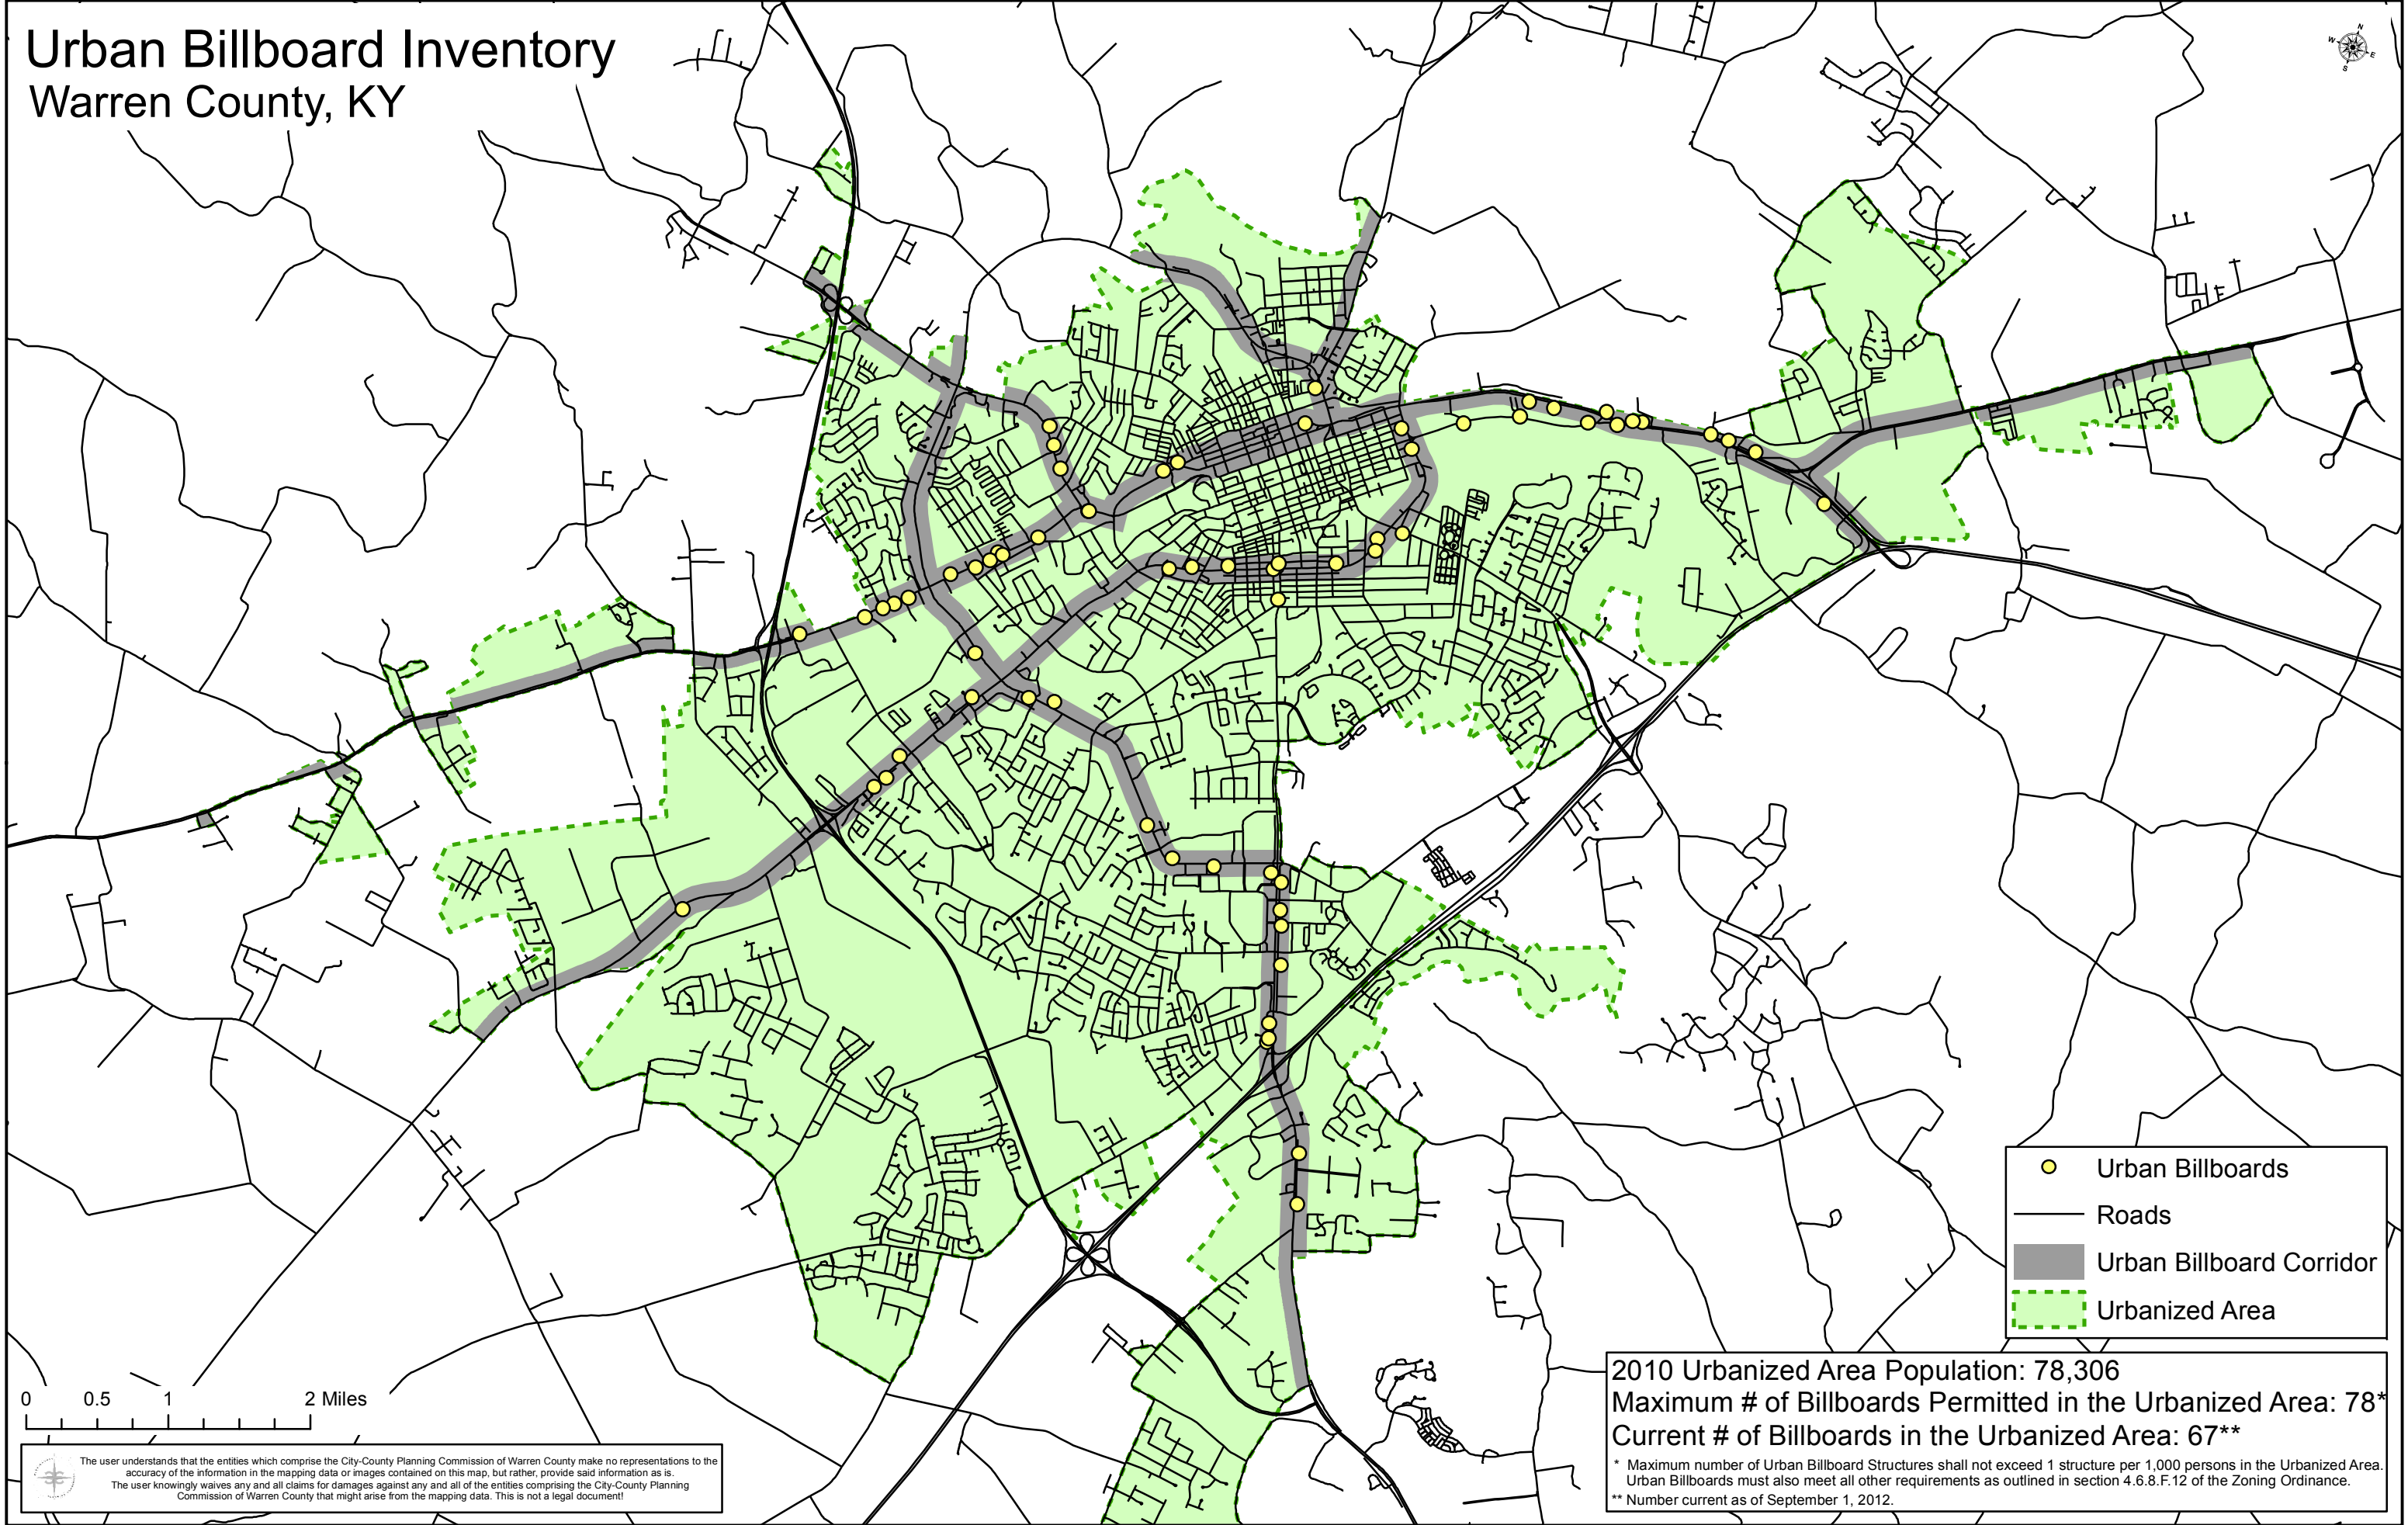 Urban Billboard Inventory
Warren County, KY
N
W
E
S
Urban Billboards
Roads
Urban Billboard Corridor
Urbanized Area
0 0.5 1 2 Miles
2010 Urbanized Area Population: 78,306
Maximum # of Billboards Permitted in the Urbanized Area: 78*
Current # of Billboards in the Urbanized Area: 67**
* Maximum number of Urban Billboard Structures shall not exceed 1 structure per 1,000 persons in the Urbanized Area.
Urban Billboards must also meet all other requirements as outlined in section 4.6.8.F.12 of the Zoning Ordinance.
** Number current as of September 1, 2012.
The user understands that the entities which comprise the City-County Planning Commission of Warren County make no representations to the
accuracy of the information in the mapping data or images contained on this map, but rather, provide said information as is.
The user knowingly waives any and all claims for damages against any and all of the entities comprising the City-County Planning
Commission of Warren County that might arise from the mapping data. This is not a legal document!